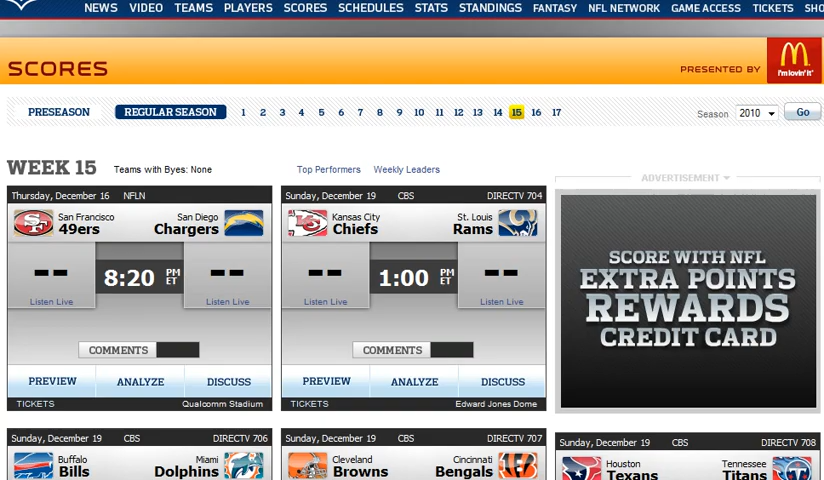 NEWS VIDEO TEAMS PLAYERS SCORES SCHEDULES STATS STANDINGS FANTASY NFL NETWORK GAME ACCESS TICKETS
SCORES
PRESENTED BY
i'm lovin' it
PRESEASON REGULAR SEASON 1 2 3 4 5 6 7 8 9 10 11 12 13 14 15 16 17
Season 2010 Go
WEEK 15 Teams with Byes: None Top Performers Weekly Leaders
ADVERTISEMENT
Thursday, December 16 NFLN
San Francisco San Diego
49ers Chargers
-- 8:20 PM ET --
Listen Live Listen Live
COMMENTS
PREVIEW ANALYZE DISCUSS
TICKETS Qualcomm Stadium
Sunday, December 19 CBS DIRECTV 704
Kansas City St. Louis
Chiefs Rams
-- 1:00 PM ET --
Listen Live Listen Live
COMMENTS
PREVIEW ANALYZE DISCUSS
TICKETS Edward Jones Dome
SCORE WITH NFL
EXTRA POINTS
REWARDS
CREDIT CARD
Sunday, December 19 CBS DIRECTV 706
Buffalo Miami
Bills Dolphins
Sunday, December 19 CBS DIRECTV 707
Cleveland Cincinnati
Browns Bengals
Sunday, December 19 CBS DIRECTV 708
Houston Tennessee
Texans Titans